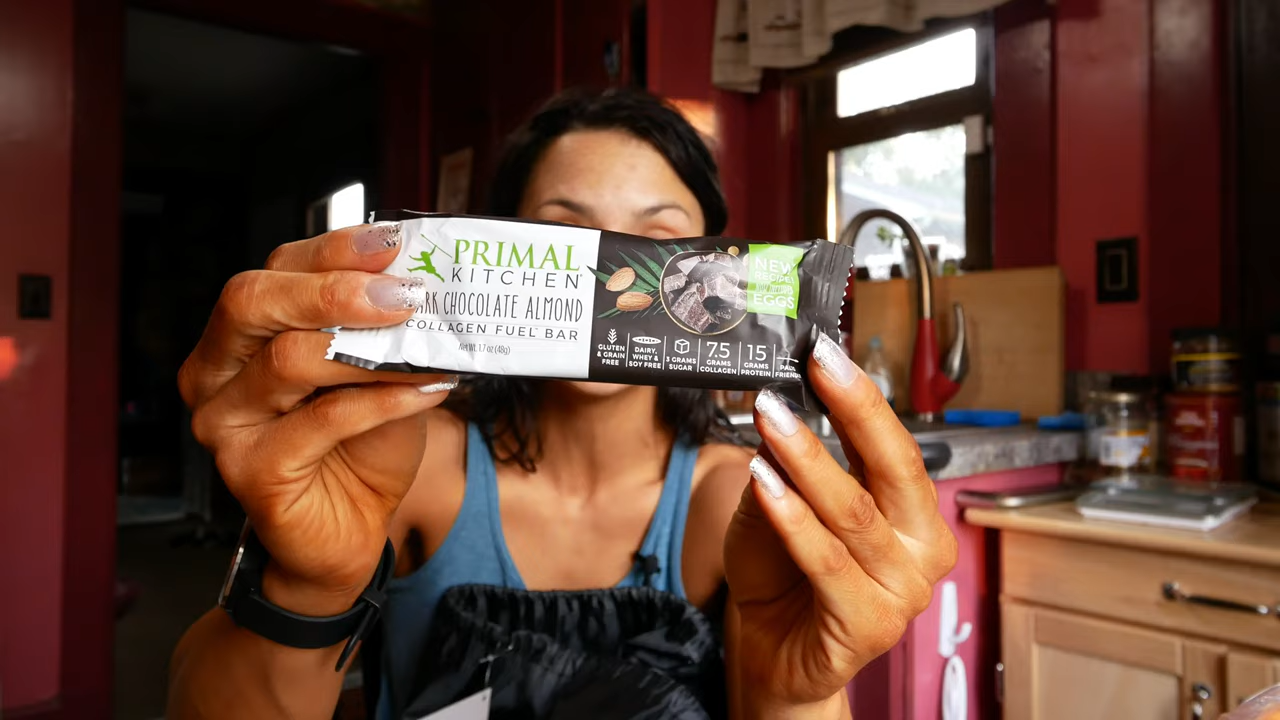 PRIMAL
KITCHEN
ARK CHOCOLATE ALMOND
COLLAGEN FUEL BAR
Net WT. 1.7 oz (48g)
NEW
RECIPE!
EGGS
GLUTEN
& GRAIN
FREE
DAIRY,
WHEY &
SOY FREE
3 GRAMS
SUGAR
7.5
GRAMS
COLLAGEN
15
GRAMS
PROTEIN